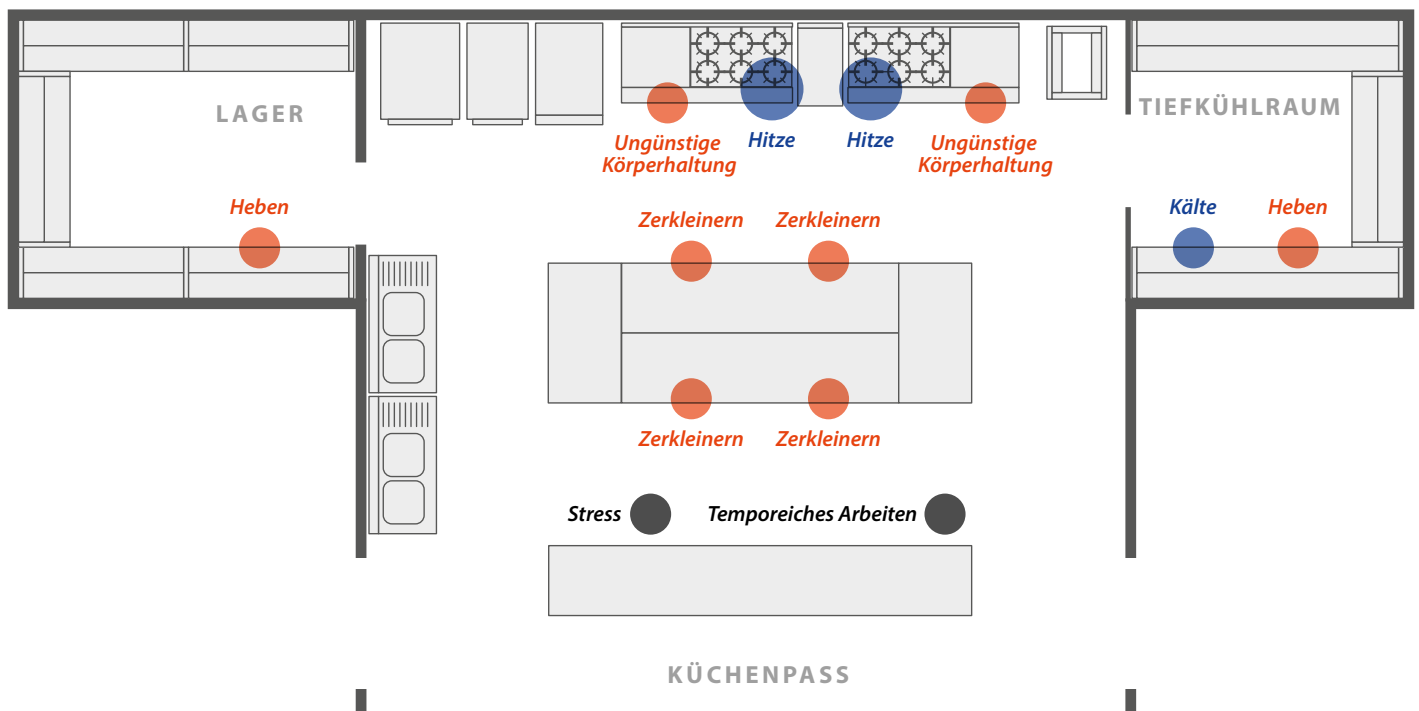 LAGER
TIEFKÜHLRAUM
Ungünstige
Körperhaltung
Hitze
Hitze
Ungünstige
Körperhaltung
Heben
Zerkleinern
Zerkleinern
Kälte
Heben
Zerkleinern
Zerkleinern
Stress
Temporeiches Arbeiten
KÜCHENPASS